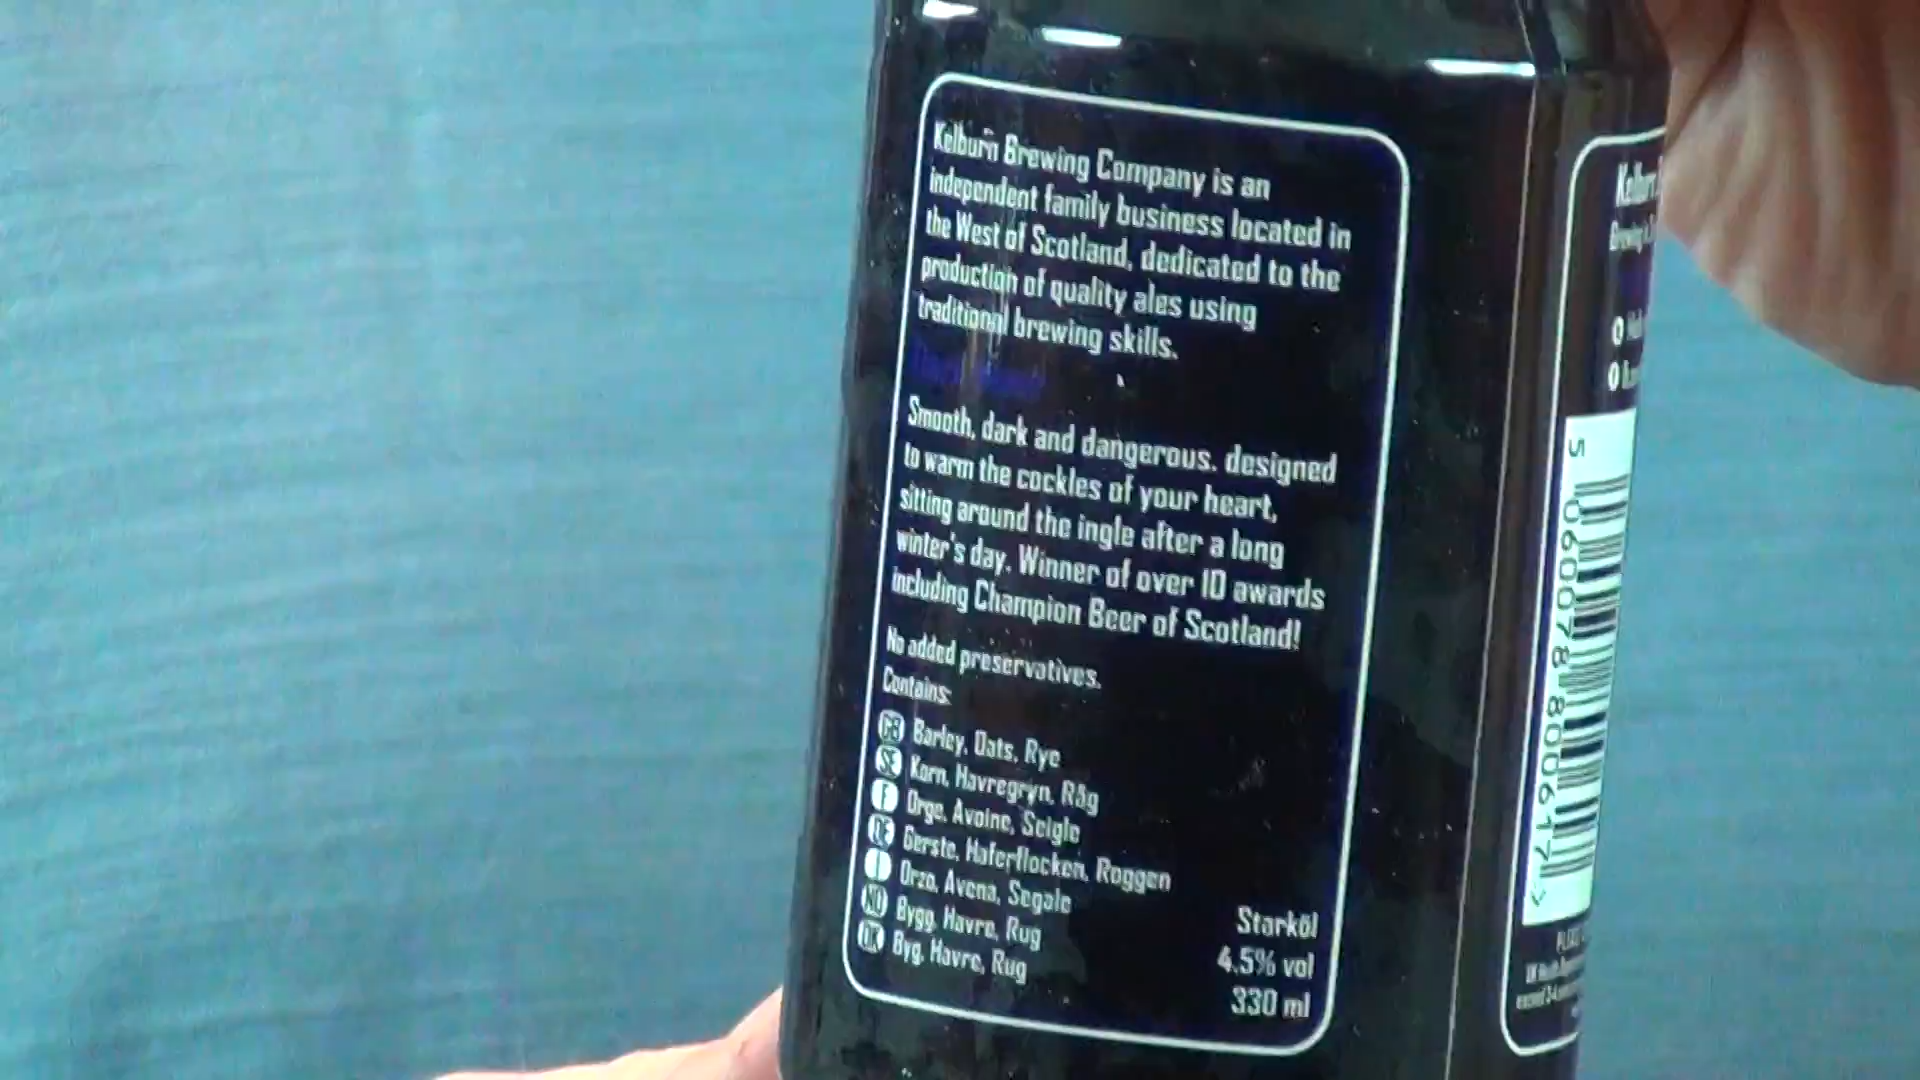 Kelburn Brewing Company is an
independent family business located in
the West of Scotland, dedicated to the
production of quality ales using
traditional brewing skills.
Smooth, dark and dangerous. designed
to warm the cockles of your heart,
sitting around the ingle after a long
winter's day. Winner of over 10 awards
including Champion Beer of Scotland!
No added preservatives.
Contains:
GB Barley, Oats, Rye
SE Korn, Havregryn, Råg
F Orge, Avoine, Seigle
DE Gerste, Haferflocken, Roggen
I Orzo, Avena, Segale
NO Bygg, Havre, Rug
DK Byg, Havre, Rug
Starköl
4.5% vol
330 ml
5 060078 800617 >